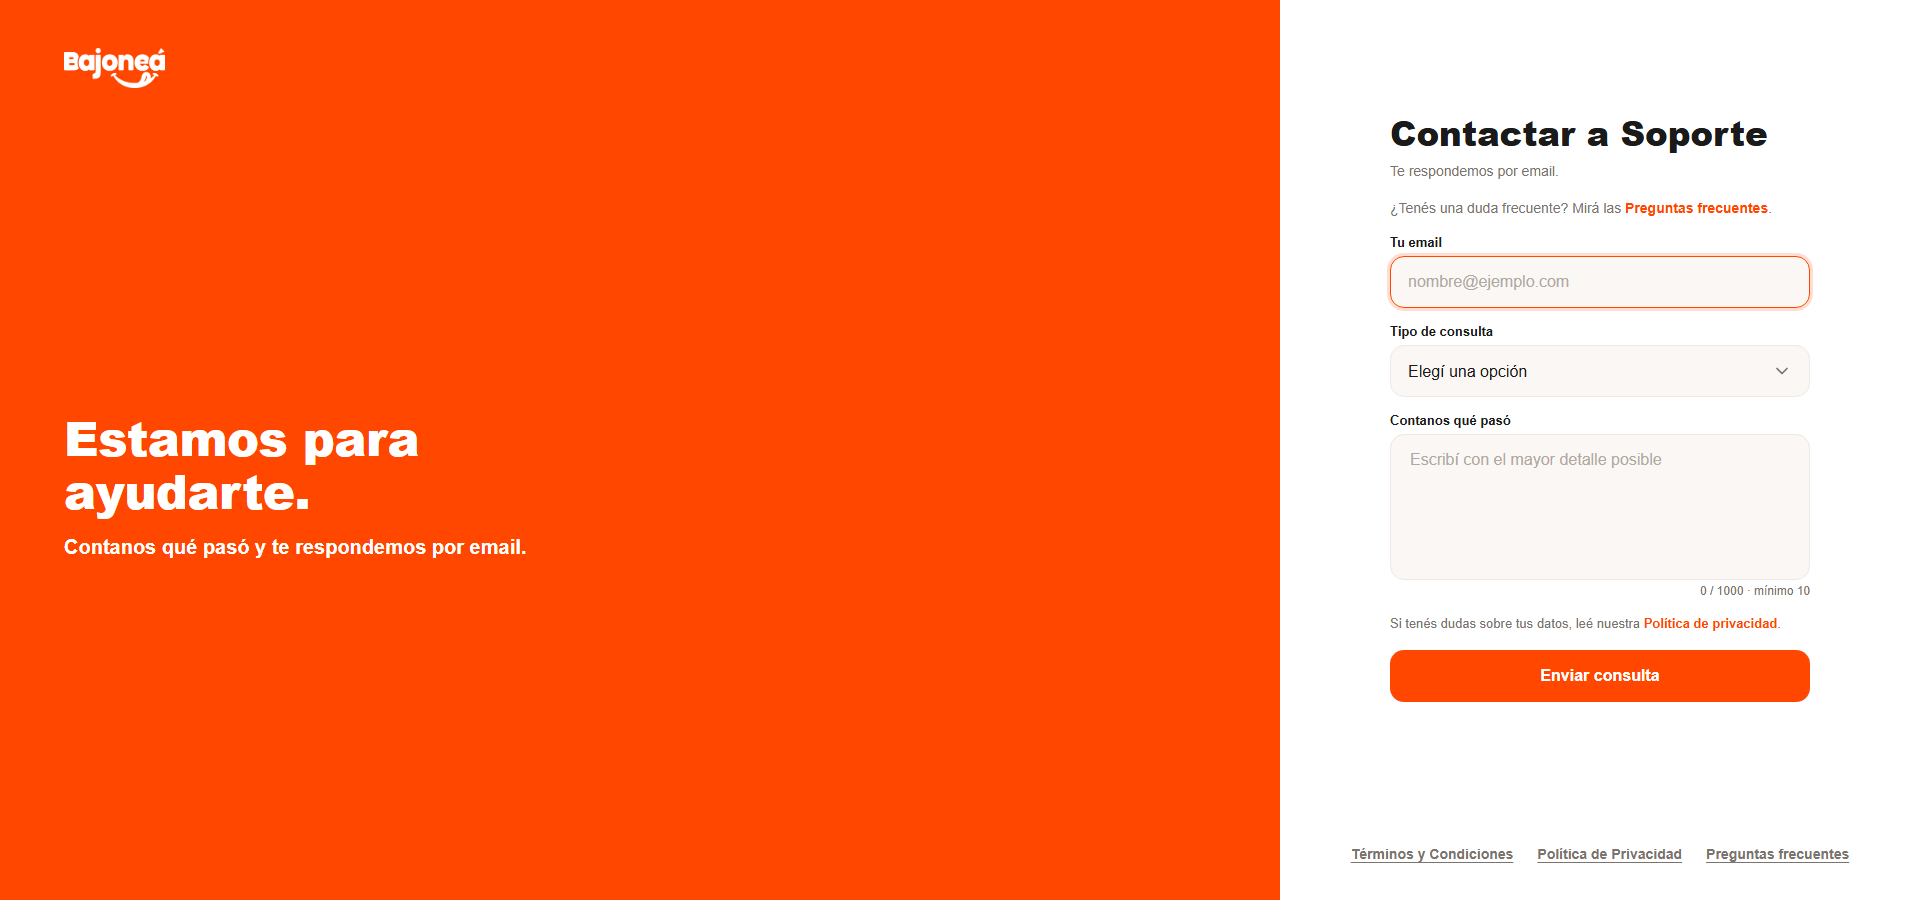 Bajoneá
Estamos para
ayudarte.
Contanos qué pasó y te respondemos por email.
Contactar a Soporte
Te respondemos por email.
¿Tenés una duda frecuente? Mirá las Preguntas frecuentes.
Tu email
nombre@ejemplo.com
Tipo de consulta
Elegí una opción
Contanos qué pasó
Escribí con el mayor detalle posible
0 / 1000 · mínimo 10
Si tenés dudas sobre tus datos, leé nuestra Política de privacidad.
Enviar consulta
Términos y Condiciones Política de Privacidad Preguntas frecuentes